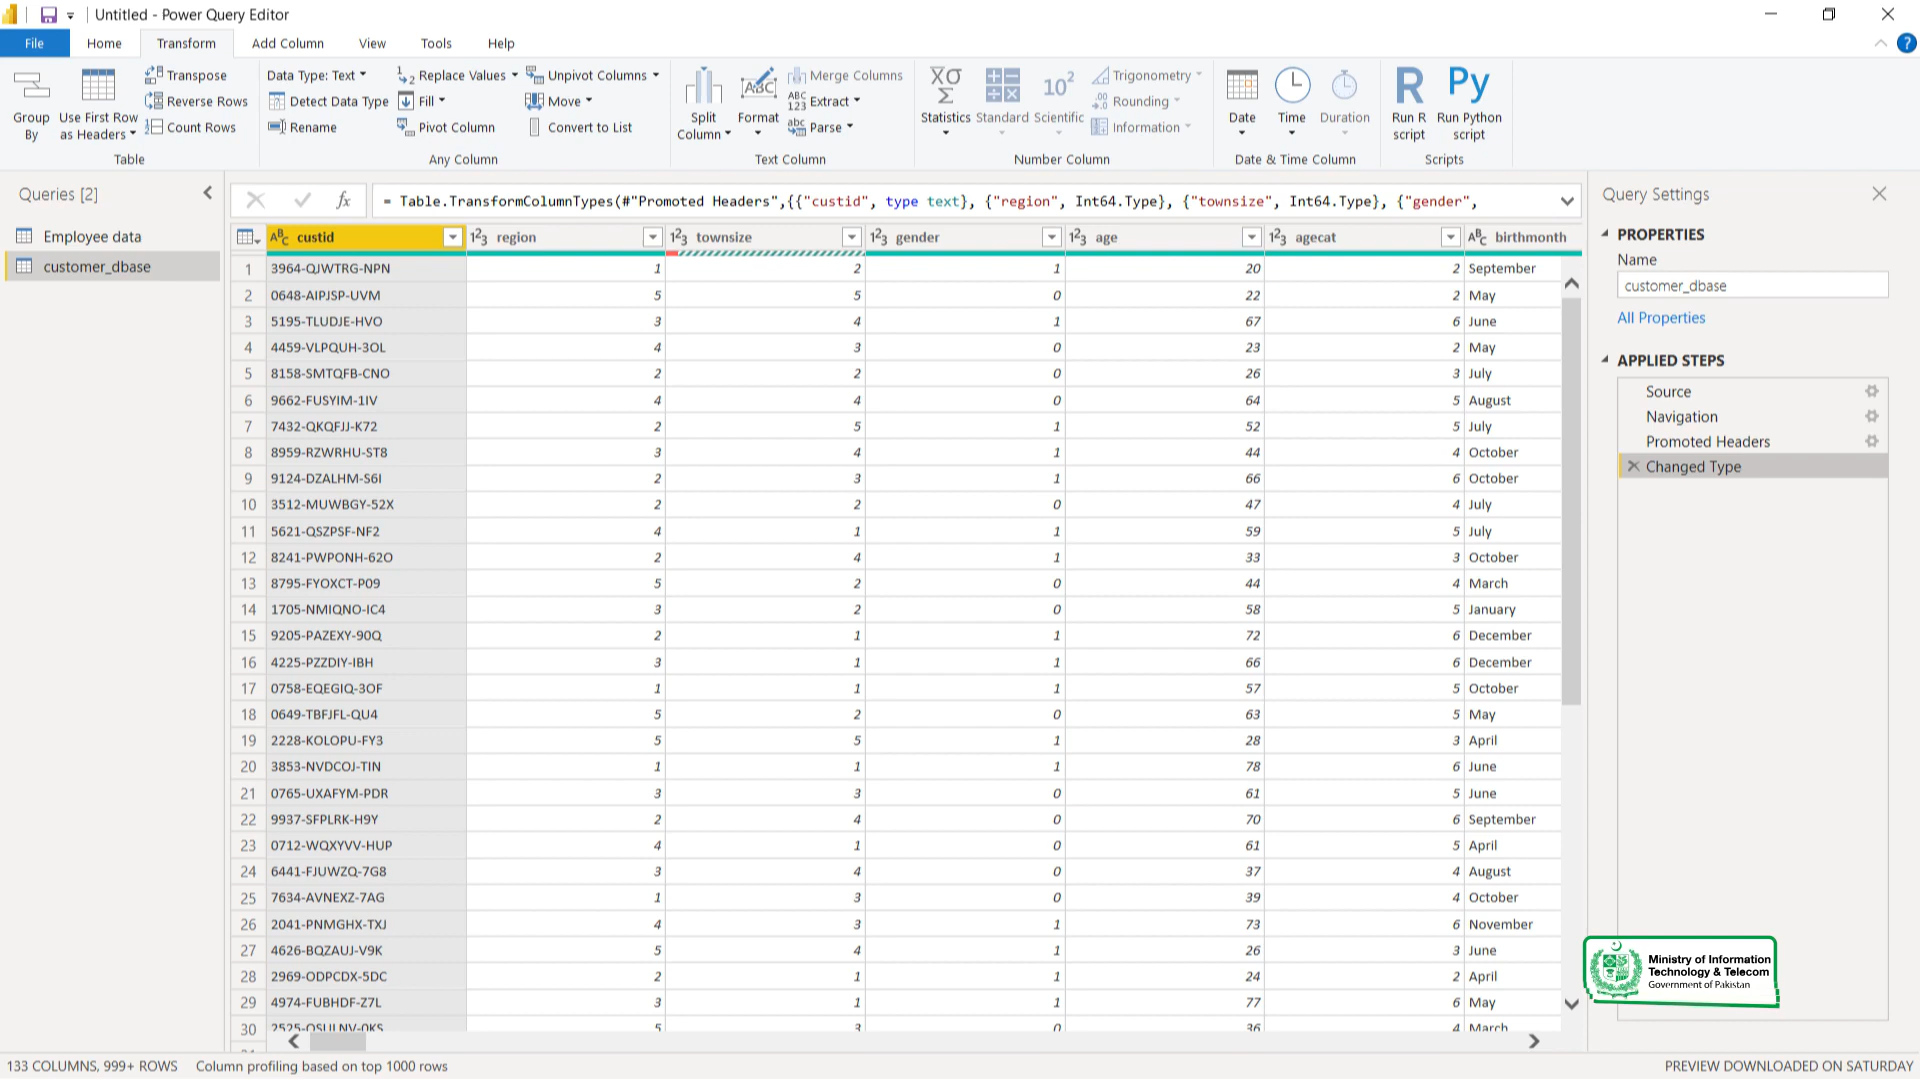 Untitled - Power Query Editor
File Home Transform Add Column View Tools Help
Group By
Use First Row as Headers
Transpose
Reverse Rows
Count Rows
Table
Data Type: Text
Detect Data Type
Rename
Replace Values
Fill
Pivot Column
Unpivot Columns
Move
Convert to List
Any Column
Split Column
Format
Merge Columns
Extract
Parse
Text Column
Statistics
Standard
Scientific
Trigonometry
Rounding
Information
Number Column
Date
Time
Duration
Date & Time Column
Run R script
Run Python script
Scripts
Queries [2]
Employee data
customer_dbase
fx = Table.TransformColumnTypes(#"Promoted Headers",{{"custid", type text}, {"region", Int64.Type}, {"townsize", Int64.Type}, {"gender",
custid region townsize gender age agecat birthmonth
1 3964-QJWTRG-NPN 1 2 1 20 2 September
2 0648-AIPJSP-UVM 5 5 0 22 2 May
3 5195-TLUDJE-HVO 3 4 1 67 6 June
4 4459-VLPQUH-3OL 4 3 0 23 2 May
5 8158-SMTQFB-CNO 2 2 0 26 3 July
6 9662-FUSYIM-1IV 4 4 0 64 5 August
7 7432-QKQFJJ-K72 2 5 1 52 5 July
8 8959-RZWRHU-ST8 3 4 1 44 4 October
9 9124-DZALHM-S6I 2 3 1 66 6 October
10 3512-MUWBGY-52X 2 2 0 47 4 July
11 5621-QSZPSF-NF2 4 1 1 59 5 July
12 8241-PWPONH-62O 2 4 1 33 3 October
13 8795-FYOXCT-P09 5 2 0 44 4 March
14 1705-NMIQNO-IC4 3 2 0 58 5 January
15 9205-PAZEXY-90Q 2 1 1 72 6 December
16 4225-PZZDIY-IBH 3 1 1 66 6 December
17 0758-EQEGIQ-3OF 1 1 1 57 5 October
18 0649-TBFJFL-QU4 5 2 0 63 5 May
19 2228-KOLOPU-FY3 5 5 1 28 3 April
20 3853-NVDCOJ-TIN 1 1 1 78 6 June
21 0765-UXAFYM-PDR 3 3 0 61 5 June
22 9937-SFPLRK-H9Y 2 4 0 70 6 September
23 0712-WQXYVV-HUP 4 1 0 61 5 April
24 6441-FJUWZQ-7G8 3 4 0 37 4 August
25 7634-AVNEXZ-7AG 1 3 0 39 4 October
26 2041-PNMGHX-TXJ 4 3 1 73 6 November
27 4626-BQZAUJ-V9K 5 4 1 26 3 June
28 2969-ODPCDX-5DC 2 1 1 24 2 April
29 4974-FUBHDF-Z7L 3 1 1 77 6 May
30 5 3 0 36 4 March
Query Settings
PROPERTIES
Name
customer_dbase
All Properties
APPLIED STEPS
Source
Navigation
Promoted Headers
Changed Type
Ministry of Information
Technology & Telecom
Government of Pakistan
133 COLUMNS, 999+ ROWS Column profiling based on top 1000 rows PREVIEW DOWNLOADED ON SATURDAY